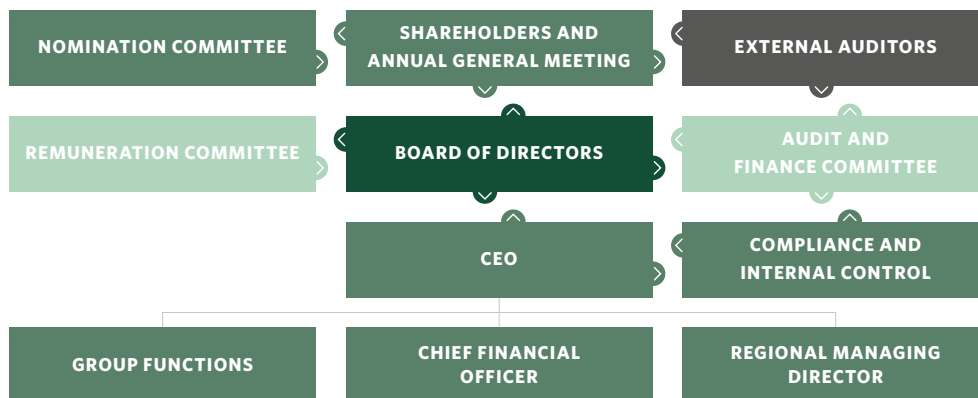 NOMINATION COMMITTEE
SHAREHOLDERS AND
ANNUAL GENERAL MEETING
EXTERNAL AUDITORS
REMUNERATION COMMITTEE
BOARD OF DIRECTORS
AUDIT AND
FINANCE COMMITTEE
CEO
COMPLIANCE AND
INTERNAL CONTROL
GROUP FUNCTIONS
CHIEF FINANCIAL
OFFICER
REGIONAL MANAGING
DIRECTOR